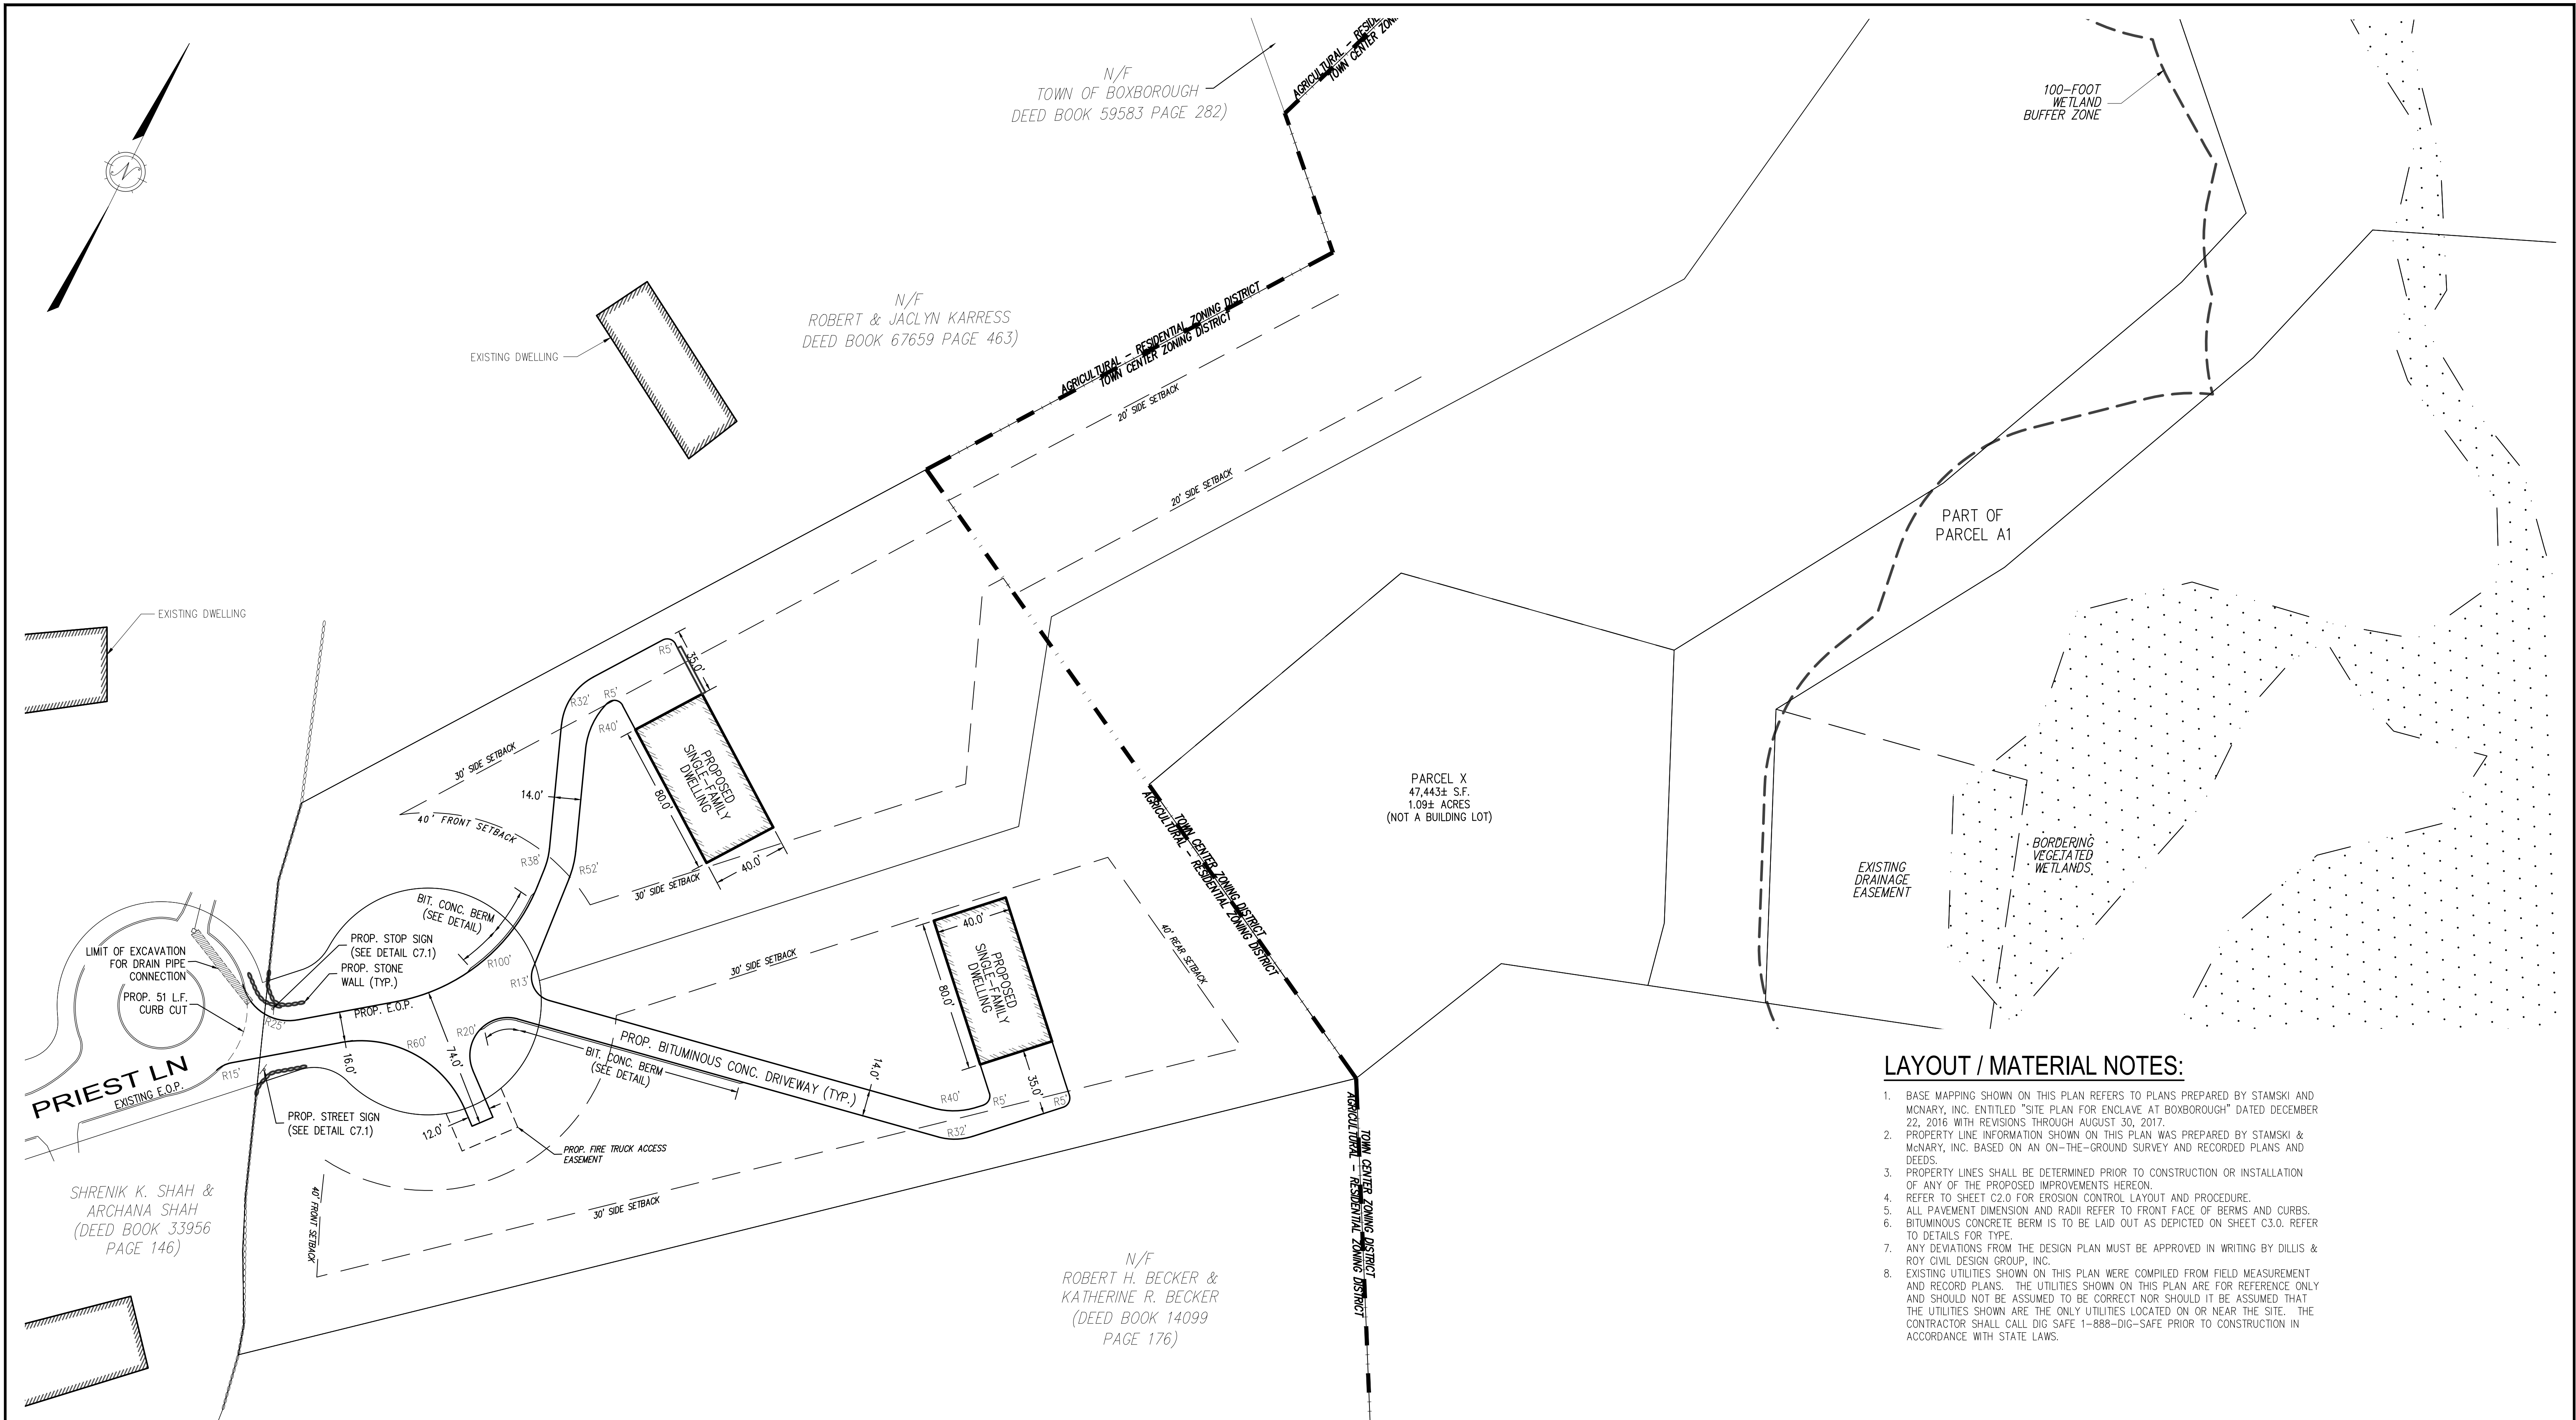 N
N/F
TOWN OF BOXBOROUGH
DEED BOOK 59583 PAGE 282)
AGRICULTURAL - RESIDE
TOWN CENTER ZON
100-FOOT
WETLAND
BUFFER ZONE
N/F
ROBERT & JACLYN KARRESS
DEED BOOK 67659 PAGE 463)
EXISTING DWELLING
AGRICULTURAL - RESIDENTIAL ZONING DISTRICT
TOWN CENTER ZONING DISTRICT
20' SIDE SETBACK
20' SIDE SETBACK
PART OF
PARCEL A1
EXISTING DWELLING
R5'
35.0'
R32'
R5'
R40'
30' SIDE SETBACK
PROPOSED
SINGLE-FAMILY
DWELLING
80.0'
40.0'
14.0'
40' FRONT SETBACK
R38'
R52'
30' SIDE SETBACK
PARCEL X
47,443± S.F.
1.09± ACRES
(NOT A BUILDING LOT)
TOWN CENTER ZONING DISTRICT
AGRICULTURAL - RESIDENTIAL ZONING DISTRICT
EXISTING
DRAINAGE
EASEMENT
BORDERING
VEGETATED
WETLANDS
BIT. CONC. BERM
(SEE DETAIL)
LIMIT OF EXCAVATION
FOR DRAIN PIPE
CONNECTION
PROP. STOP SIGN
(SEE DETAIL C7.1)
PROP. STONE
WALL (TYP.)
PROP. 51 L.F.
CURB CUT
R25'
PROP. E.O.P.
R100'
R13'
30' SIDE SETBACK
40.0'
PROPOSED
SINGLE-FAMILY
DWELLING
80.0'
40' REAR SETBACK
R60'
R20'
74.0'
16.0'
R15'
PRIEST LN
EXISTING E.O.P.
PROP. BITUMINOUS CONC. DRIVEWAY (TYP.)
BIT. CONC. BERM
(SEE DETAIL)
14.0'
35.0'
R40'
R5'
R5'
R32'
PROP. STREET SIGN
(SEE DETAIL C7.1)
12.0'
PROP. FIRE TRUCK ACCESS
EASEMENT
40' FRONT SETBACK
30' SIDE SETBACK
SHRENIK K. SHAH &
ARCHANA SHAH
(DEED BOOK 33956
PAGE 146)
N/F
ROBERT H. BECKER &
KATHERINE R. BECKER
(DEED BOOK 14099
PAGE 176)
TOWN CENTER ZONING DISTRICT
AGRICULTURAL - RESIDENTIAL ZONING DISTRICT
LAYOUT / MATERIAL NOTES:
1. BASE MAPPING SHOWN ON THIS PLAN REFERS TO PLANS PREPARED BY STAMSKI AND
MCNARY, INC. ENTITLED "SITE PLAN FOR ENCLAVE AT BOXBOROUGH" DATED DECEMBER
22, 2016 WITH REVISIONS THROUGH AUGUST 30, 2017.
2. PROPERTY LINE INFORMATION SHOWN ON THIS PLAN WAS PREPARED BY STAMSKI &
McNARY, INC. BASED ON AN ON-THE-GROUND SURVEY AND RECORDED PLANS AND
DEEDS.
3. PROPERTY LINES SHALL BE DETERMINED PRIOR TO CONSTRUCTION OR INSTALLATION
OF ANY OF THE PROPOSED IMPROVEMENTS HEREON.
4. REFER TO SHEET C2.0 FOR EROSION CONTROL LAYOUT AND PROCEDURE.
5. ALL PAVEMENT DIMENSION AND RADII REFER TO FRONT FACE OF BERMS AND CURBS.
6. BITUMINOUS CONCRETE BERM IS TO BE LAID OUT AS DEPICTED ON SHEET C3.0. REFER
TO DETAILS FOR TYPE.
7. ANY DEVIATIONS FROM THE DESIGN PLAN MUST BE APPROVED IN WRITING BY DILLIS &
ROY CIVIL DESIGN GROUP, INC.
8. EXISTING UTILITIES SHOWN ON THIS PLAN WERE COMPILED FROM FIELD MEASUREMENT
AND RECORD PLANS. THE UTILITIES SHOWN ON THIS PLAN ARE FOR REFERENCE ONLY
AND SHOULD NOT BE ASSUMED TO BE CORRECT NOR SHOULD IT BE ASSUMED THAT
THE UTILITIES SHOWN ARE THE ONLY UTILITIES LOCATED ON OR NEAR THE SITE. THE
CONTRACTOR SHALL CALL DIG SAFE 1-888-DIG-SAFE PRIOR TO CONSTRUCTION IN
ACCORDANCE WITH STATE LAWS.